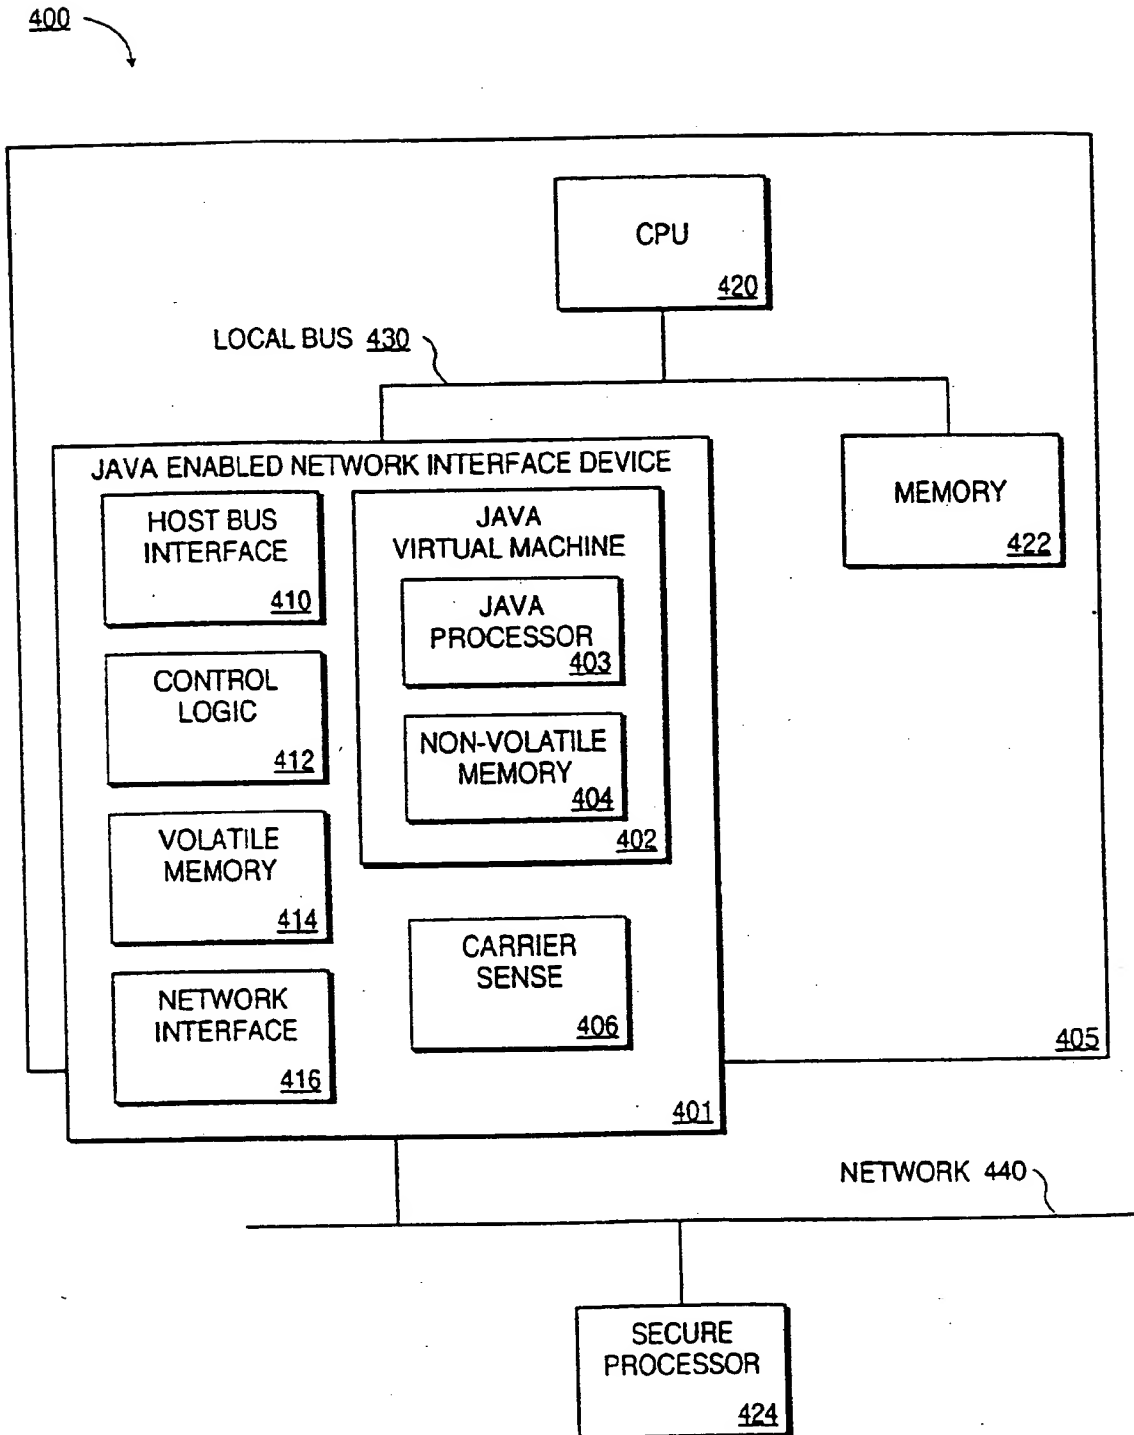 400
CPU
420
LOCAL BUS 430
JAVA ENABLED NETWORK INTERFACE DEVICE
HOST BUS
INTERFACE
410
JAVA
VIRTUAL MACHINE
MEMORY
422
JAVA
PROCESSOR
403
CONTROL
LOGIC
412
NON-VOLATILE
MEMORY
404
402
VOLATILE
MEMORY
414
CARRIER
SENSE
406
NETWORK
INTERFACE
416
405
401
NETWORK 440
SECURE
PROCESSOR
424